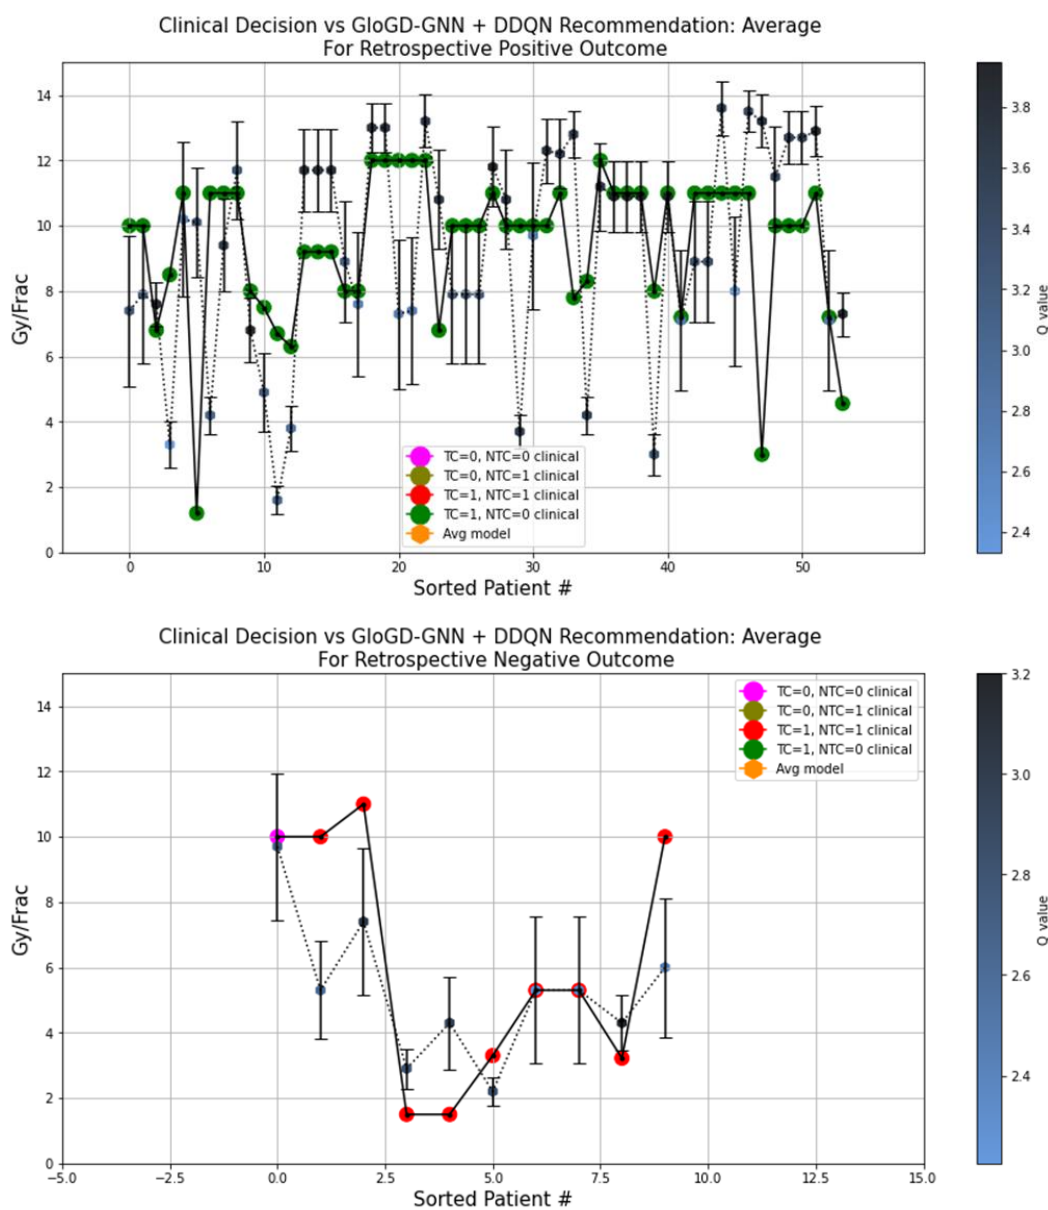 Clinical Decision vs GloGD-GNN + DDQN Recommendation: Average
For Retrospective Positive Outcome
Gy/Frac
14
12
10
8
6
4
2
0
TC=0, NTC=0 clinical
TC=0, NTC=1 clinical
TC=1, NTC=1 clinical
TC=1, NTC=0 clinical
Avg model
0 10 20 30 40 50
Sorted Patient #
3.8
3.6
3.4
3.2
3.0
2.8
2.6
2.4
Q value
Clinical Decision vs GloGD-GNN + DDQN Recommendation: Average
For Retrospective Negative Outcome
Gy/Frac
14
12
10
8
6
4
2
0
TC=0, NTC=0 clinical
TC=0, NTC=1 clinical
TC=1, NTC=1 clinical
TC=1, NTC=0 clinical
Avg model
-5.0 -2.5 0.0 2.5 5.0 7.5 10.0 12.5 15.0
Sorted Patient #
3.2
3.0
2.8
2.6
2.4
Q value